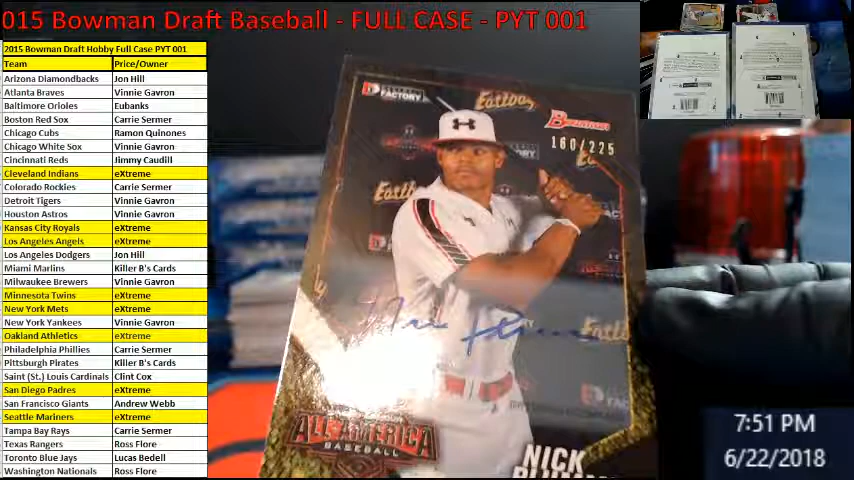 015 Bowman Draft Baseball - FULL CASE - PYT 001
2015 Bowman Draft Hobby Full Case PYT 001
Team Price/Owner
Arizona Diamondbacks Jon Hill
Atlanta Braves Vinnie Gavron
Baltimore Orioles Eubanks
Boston Red Sox Carrie Sermer
Chicago Cubs Ramon Quinones
Chicago White Sox Vinnie Gavron
Cincinnati Reds Jimmy Caudill
Cleveland Indians eXtreme
Colorado Rockies Carrie Sermer
Detroit Tigers Vinnie Gavron
Houston Astros Vinnie Gavron
Kansas City Royals eXtreme
Los Angeles Angels eXtreme
Los Angeles Dodgers Jon Hill
Miami Marlins Killer B's Cards
Milwaukee Brewers Vinnie Gavron
Minnesota Twins eXtreme
New York Mets eXtreme
New York Yankees Vinnie Gavron
Oakland Athletics eXtreme
Philadelphia Phillies Carrie Sermer
Pittsburgh Pirates Killer B's Cards
Saint (St.) Louis Cardinals Clint Cox
San Diego Padres eXtreme
San Francisco Giants Andrew Webb
Seattle Mariners eXtreme
Tampa Bay Rays Carrie Sermer
Texas Rangers Ross Flore
Toronto Blue Jays Lucas Bedell
Washington Nationals Ross Flore
FACTORY
Eastbay
Bowman
160/225
ALL-AMERICA
BASEBALL
NICK
7:51 PM
6/22/2018